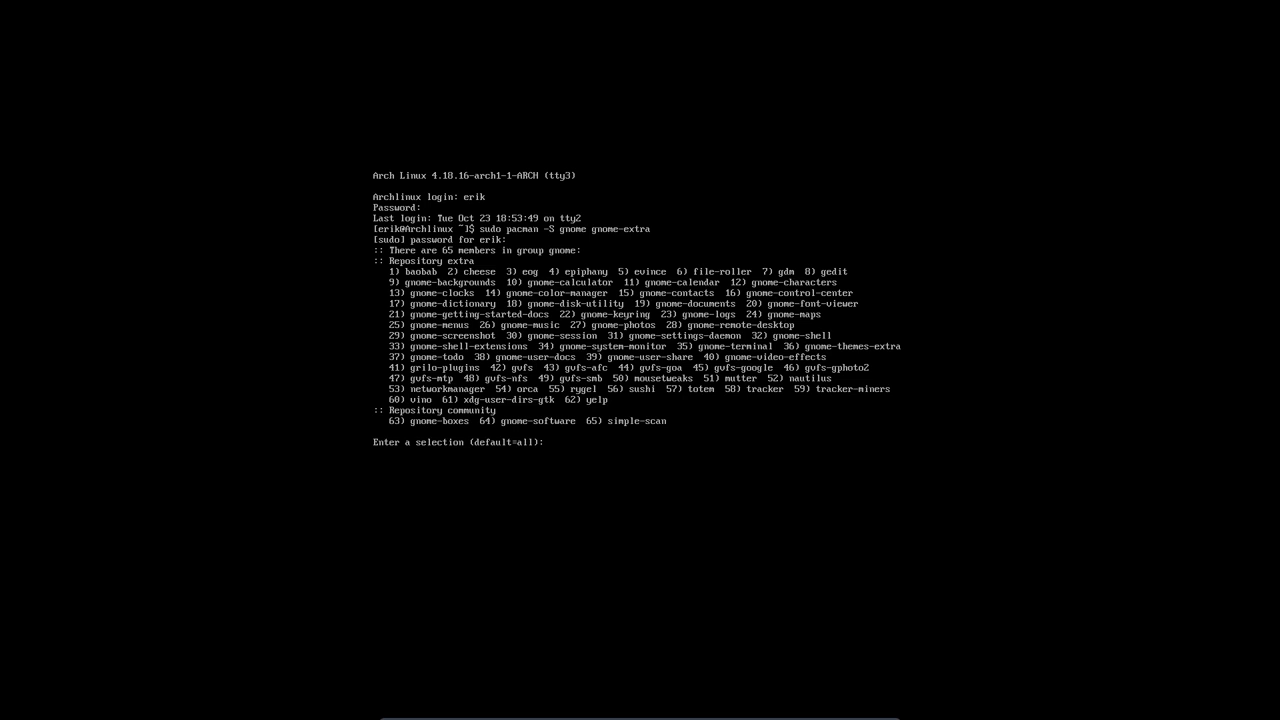 Arch Linux 4.18.16-arch1-1-ARCH (tty3)
Archlinux login: erik
Password:
Last login: Tue Oct 23 18:53:49 on tty2
[erik@Archlinux ~]$ sudo pacman -S gnome gnome-extra
[sudo] password for erik:
:: There are 65 members in group gnome:
:: Repository extra
   1) baobab  2) cheese  3) eog  4) epiphany  5) evince  6) file-roller  7) gdm  8) gedit
   9) gnome-backgrounds  10) gnome-calculator  11) gnome-calendar  12) gnome-characters
   13) gnome-clocks  14) gnome-color-manager  15) gnome-contacts  16) gnome-control-center
   17) gnome-dictionary  18) gnome-disk-utility  19) gnome-documents  20) gnome-font-viewer
   21) gnome-getting-started-docs  22) gnome-keyring  23) gnome-logs  24) gnome-maps
   25) gnome-menus  26) gnome-music  27) gnome-photos  28) gnome-remote-desktop
   29) gnome-screenshot  30) gnome-session  31) gnome-settings-daemon  32) gnome-shell
   33) gnome-shell-extensions  34) gnome-system-monitor  35) gnome-terminal  36) gnome-themes-extra
   37) gnome-todo  38) gnome-user-docs  39) gnome-user-share  40) gnome-video-effects
   41) grilo-plugins  42) gvfs  43) gvfs-afc  44) gvfs-goa  45) gvfs-google  46) gvfs-gphoto2
   47) gvfs-mtp  48) gvfs-nfs  49) gvfs-smb  50) mousetweaks  51) mutter  52) nautilus
   53) networkmanager  54) orca  55) rygel  56) sushi  57) totem  58) tracker  59) tracker-miners
   60) vino  61) xdg-user-dirs-gtk  62) yelp
:: Repository community
   63) gnome-boxes  64) gnome-software  65) simple-scan
Enter a selection (default=all):